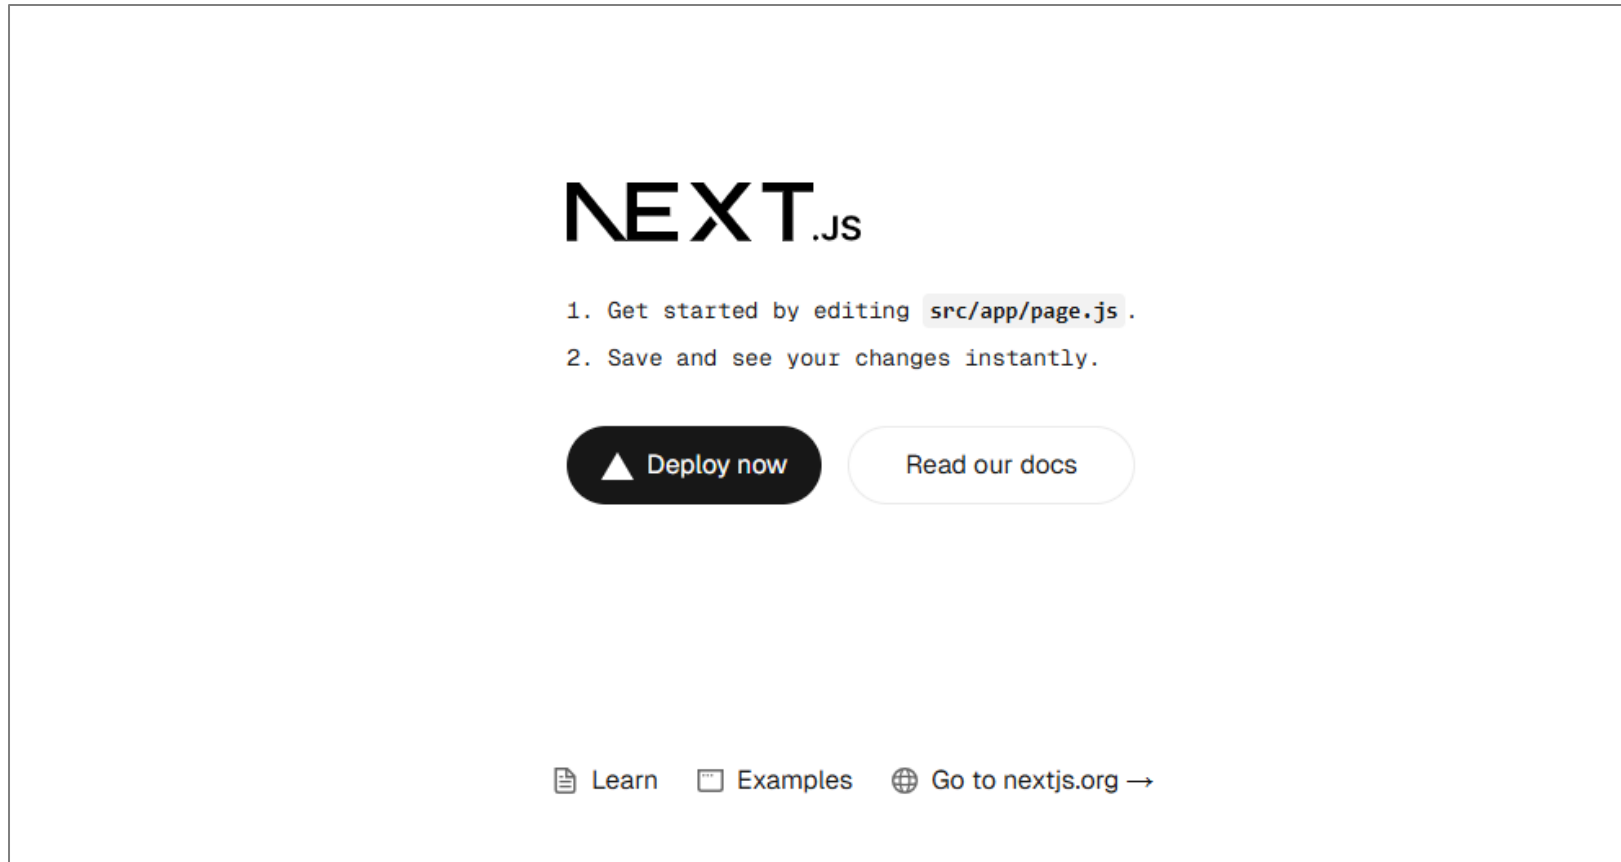 NEXT.JS
1. Get started by editing src/app/page.js.
2. Save and see your changes instantly.
Deploy now
Read our docs
Learn
Examples
Go to nextjs.org →